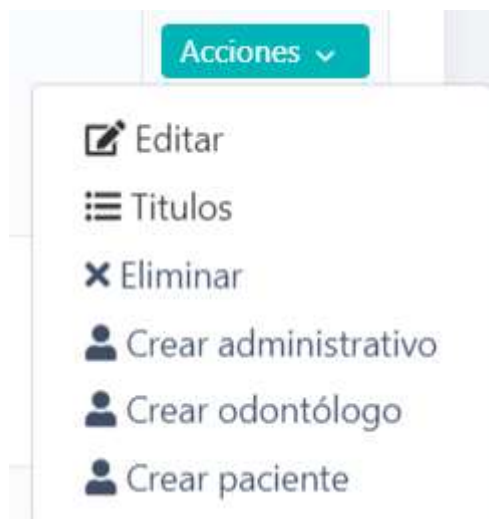 Acciones
Editar
Titulos
Eliminar
Crear administrativo
Crear odontólogo
Crear paciente